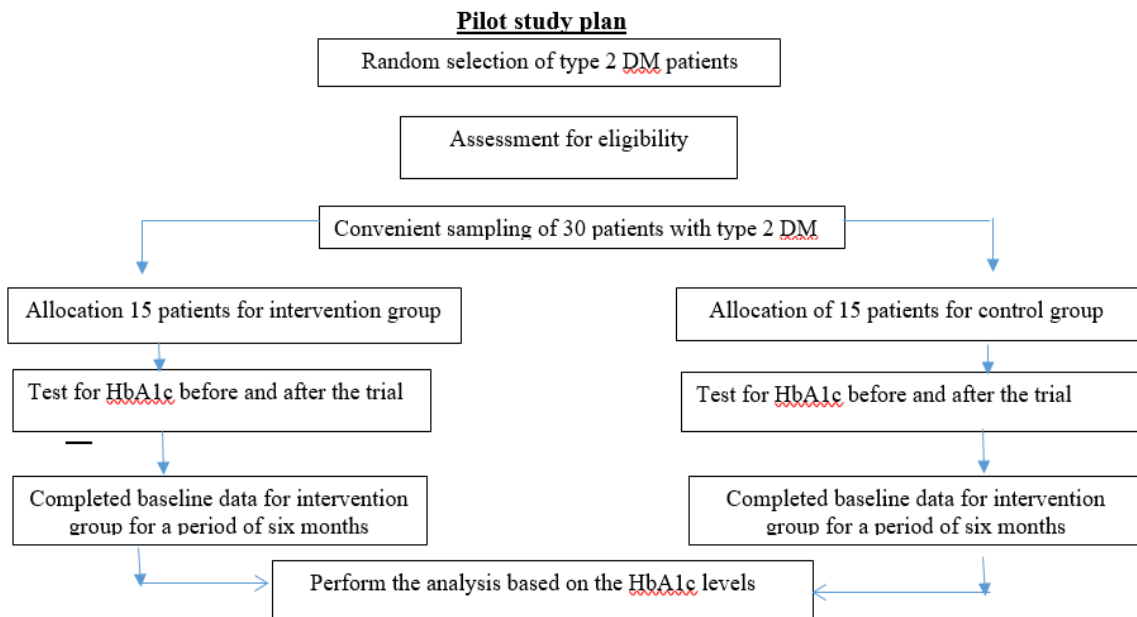 Pilot study plan
Random selection of type 2 DM patients
Assessment for eligibility
Convenient sampling of 30 patients with type 2 DM
Allocation 15 patients for intervention group
Allocation of 15 patients for control group
Test for HbA1c before and after the trial
Test for HbA1c before and after the trial
Completed baseline data for intervention
group for a period of six months
Completed baseline data for intervention
group for a period of six months
Perform the analysis based on the HbA1c levels